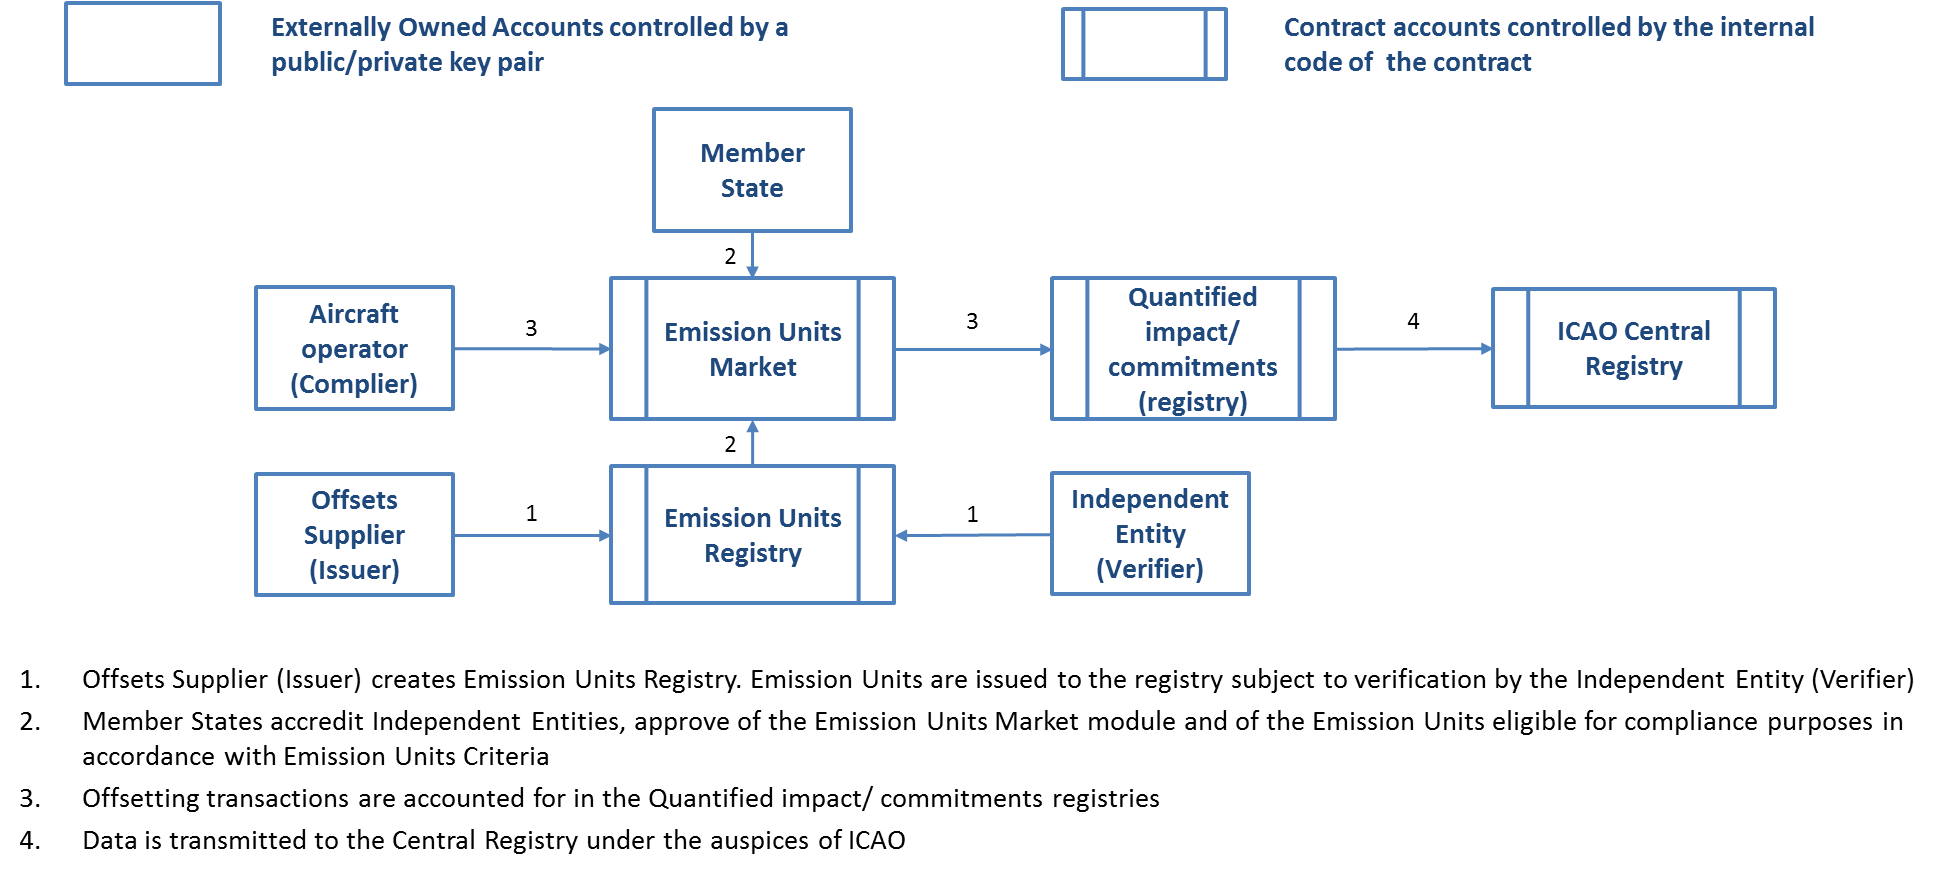 Externally Owned Accounts controlled by a
public/private key pair
Contract accounts controlled by the internal
code of the contract
Member
State
2
Aircraft
operator
(Complier)
3
Emission Units
Market
3
Quantified
impact/
commitments
(registry)
4
ICAO Central
Registry
2
Offsets
Supplier
(Issuer)
1
Emission Units
Registry
1
Independent
Entity
(Verifier)
1. Offsets Supplier (Issuer) creates Emission Units Registry. Emission Units are issued to the registry subject to verification by the Independent Entity (Verifier)
2. Member States accredit Independent Entities, approve of the Emission Units Market module and of the Emission Units eligible for compliance purposes in
accordance with Emission Units Criteria
3. Offsetting transactions are accounted for in the Quantified impact/ commitments registries
4. Data is transmitted to the Central Registry under the auspices of ICAO